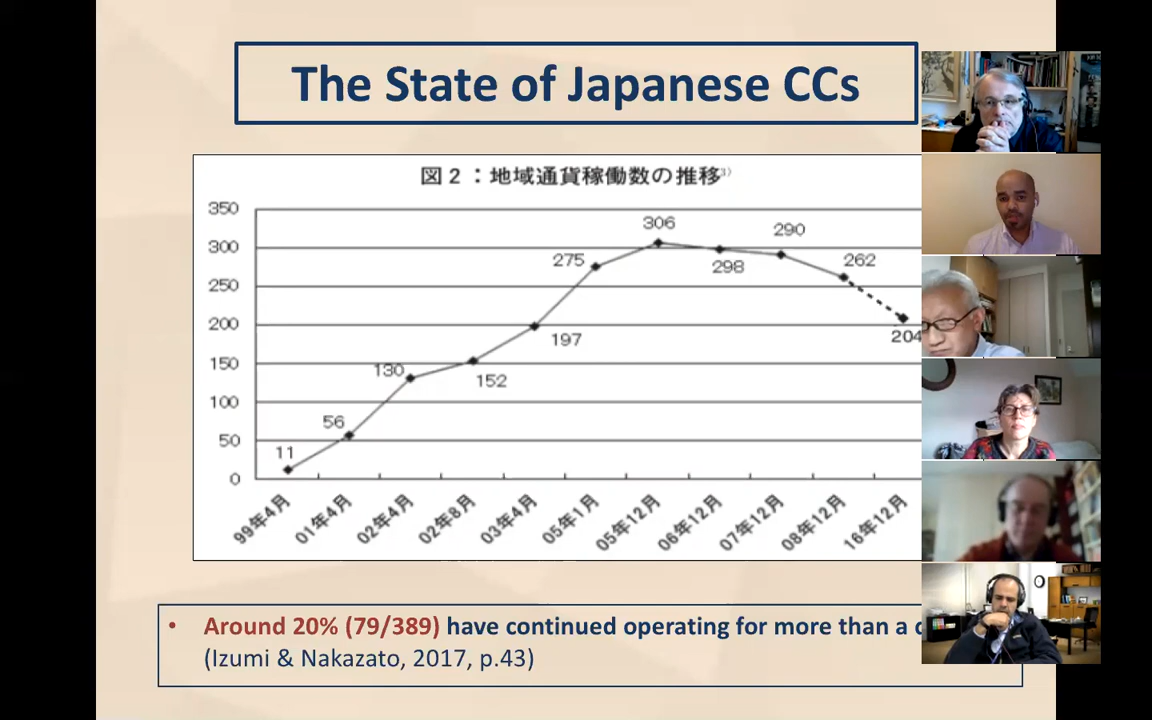 The State of Japanese CCs
図2：地域通貨稼働数の推移3)
350
300
250
200
150
100
50
0
11
56
130
152
197
275
306
298
290
262
204
99年4月
01年4月
02年4月
02年8月
03年4月
05年1月
05年12月
06年12月
07年12月
08年12月
16年12月
• Around 20% (79/389) have continued operating for more than a
(Izumi & Nakazato, 2017, p.43)